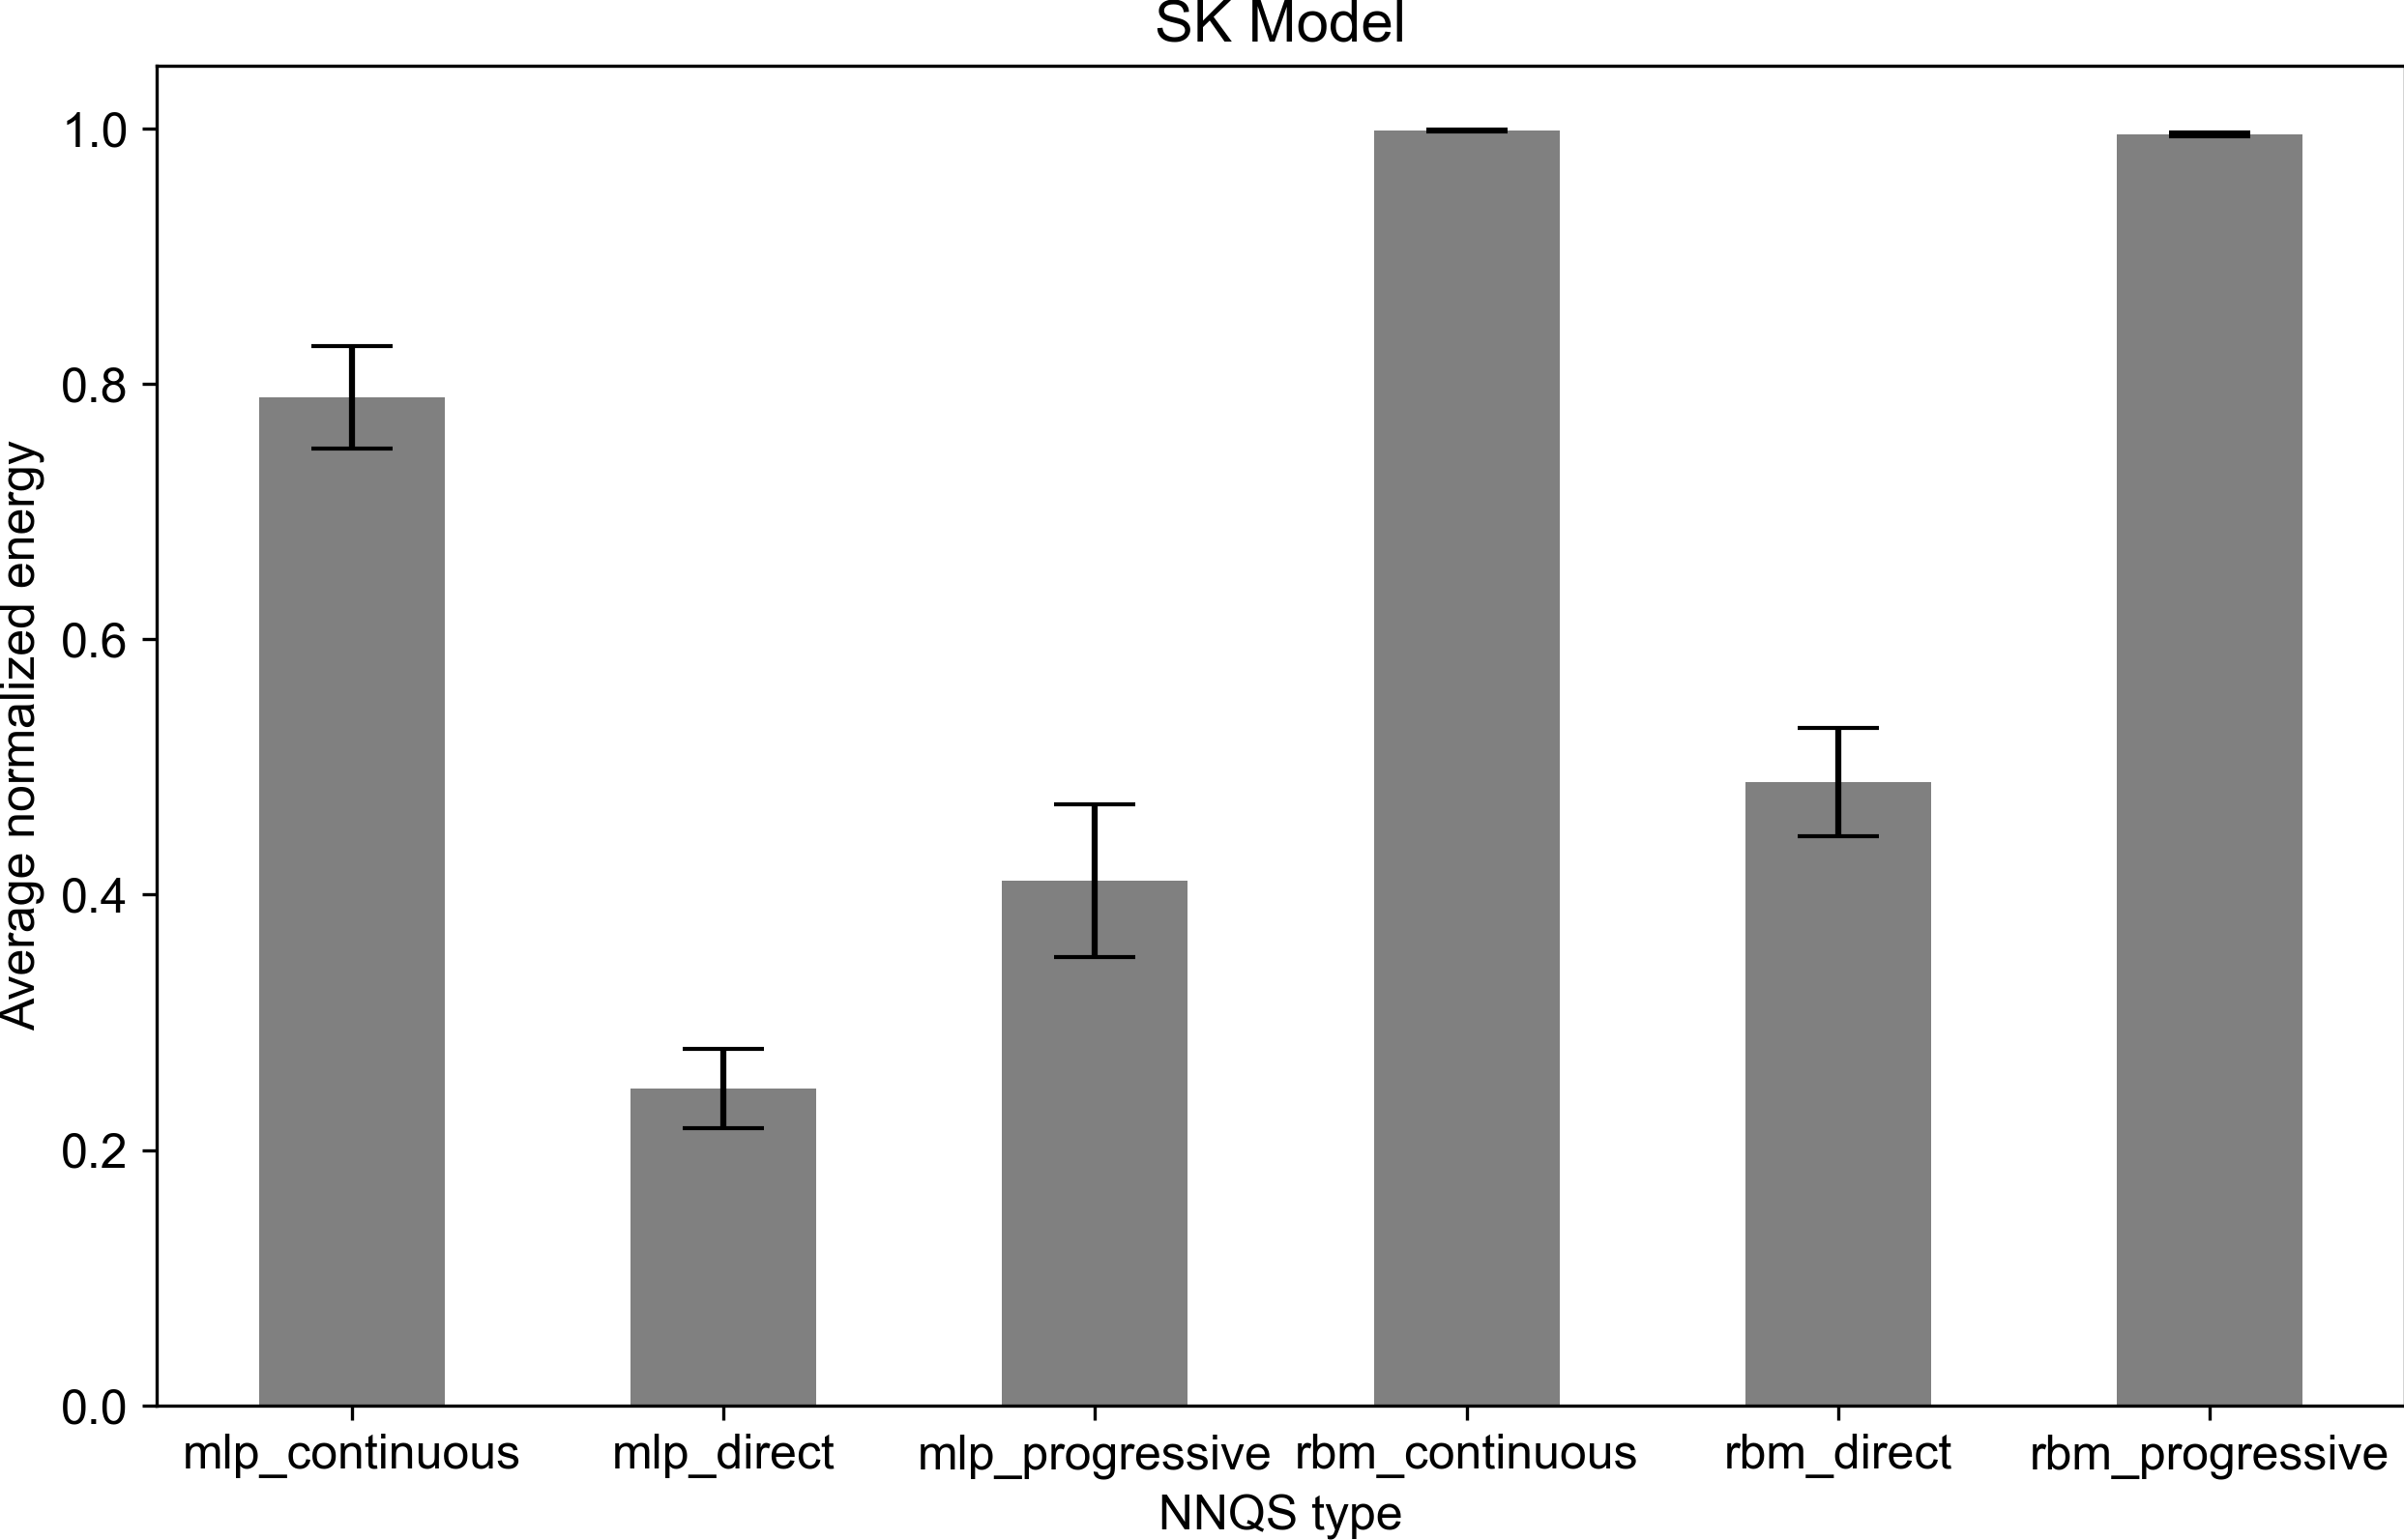 SK Model
Average normalized energy
1.0
0.8
0.6
0.4
0.2
0.0
mlp_continuous mlp_direct mlp_progressive rbm_continuous rbm_direct rbm_progressive
NNQS type